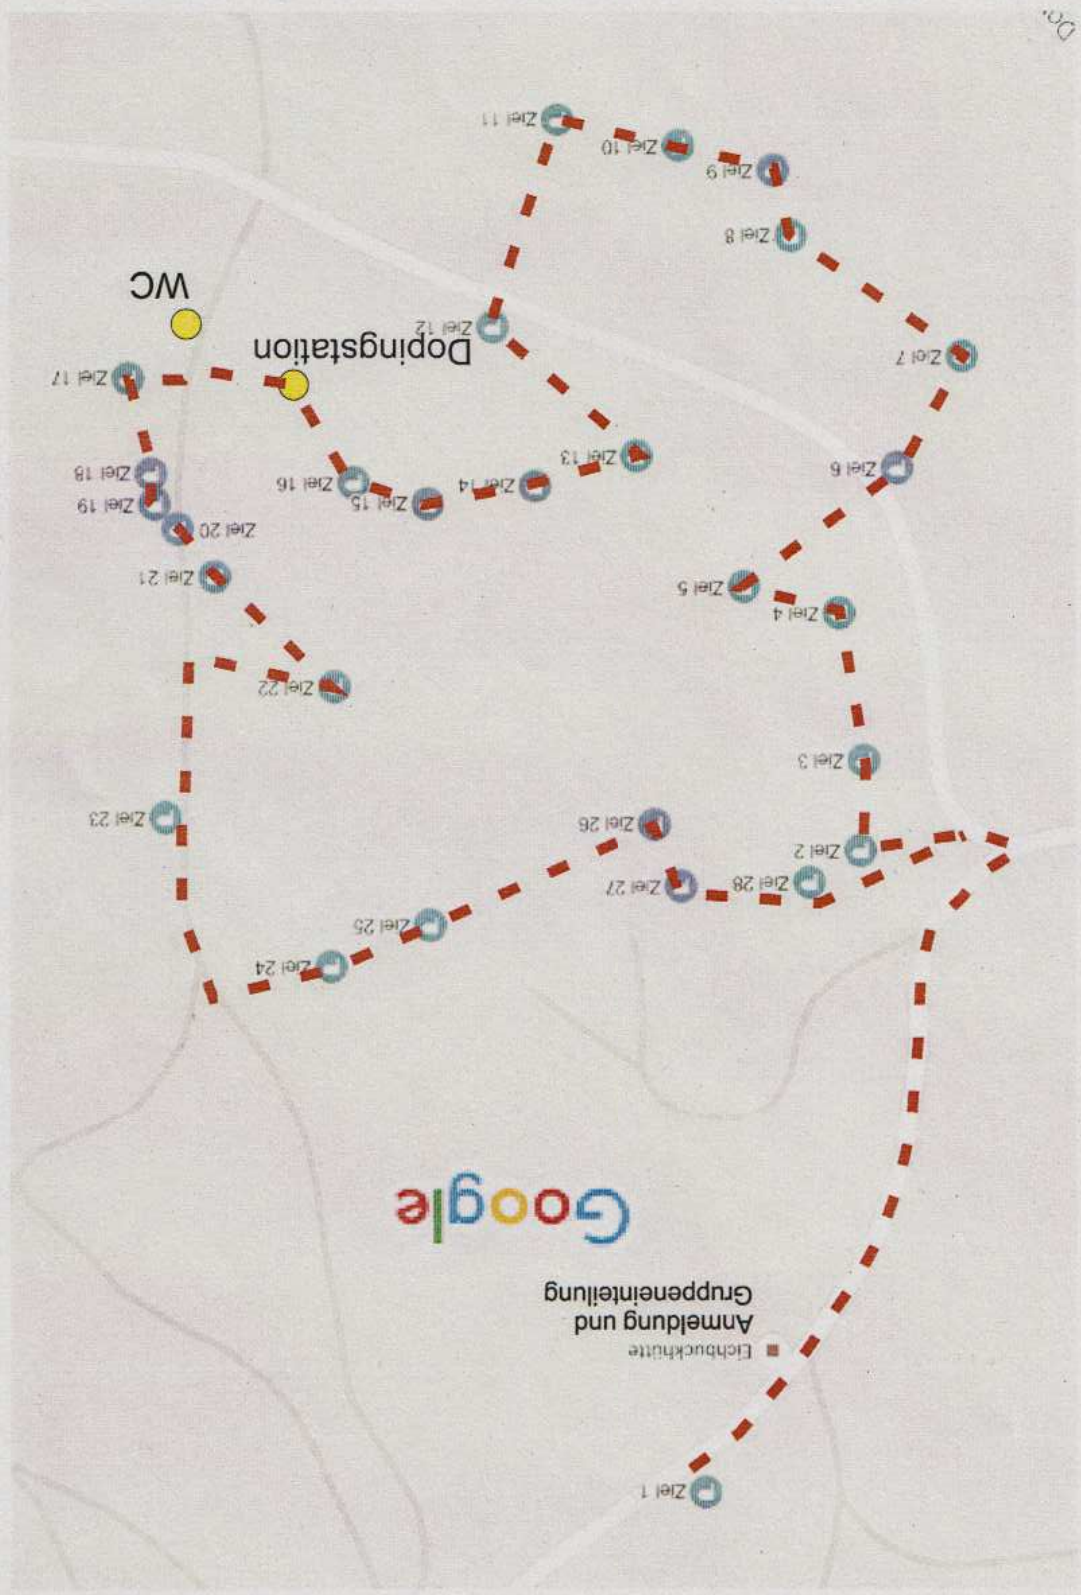 Ziel 1
Eichbuckhütte
Anmeldung und
Gruppeneinteilung
Google
Ziel 24
Ziel 25
Ziel 28
Ziel 27
Ziel 2
Ziel 26
Ziel 23
Ziel 3
Ziel 22
Ziel 4
Ziel 5
Ziel 21
Ziel 20
Ziel 15
Ziel 19
Ziel 14
Ziel 16
Ziel 18
Ziel 6
Ziel 13
Ziel 17
Ziel 7
Dopingstation
Ziel 12
WC
Ziel 8
Ziel 9
Ziel 10
Ziel 11